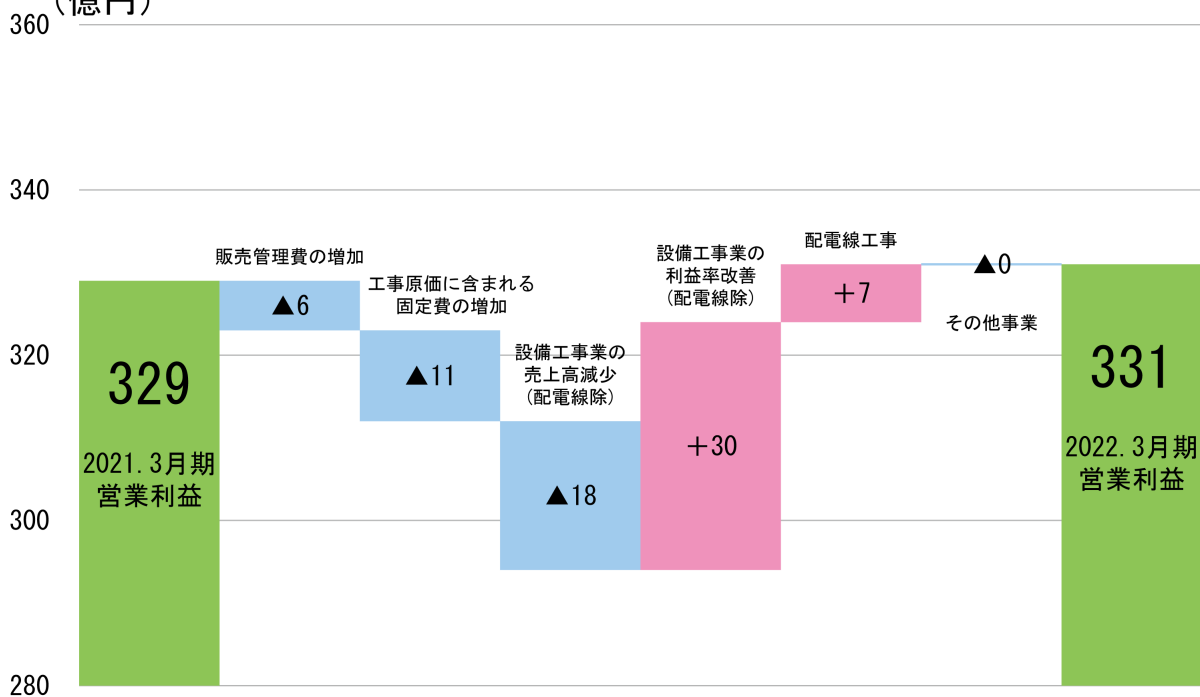 (億円)
360
340
320
300
280
329
2021.3月期
営業利益
販売管理費の増加
▲6
工事原価に含まれる
固定費の増加
▲11
設備工事業の
売上高減少
(配電線除)
▲18
設備工事業の
利益率改善
(配電線除)
+30
配電線工事
+7
▲0
その他事業
331
2022.3月期
営業利益